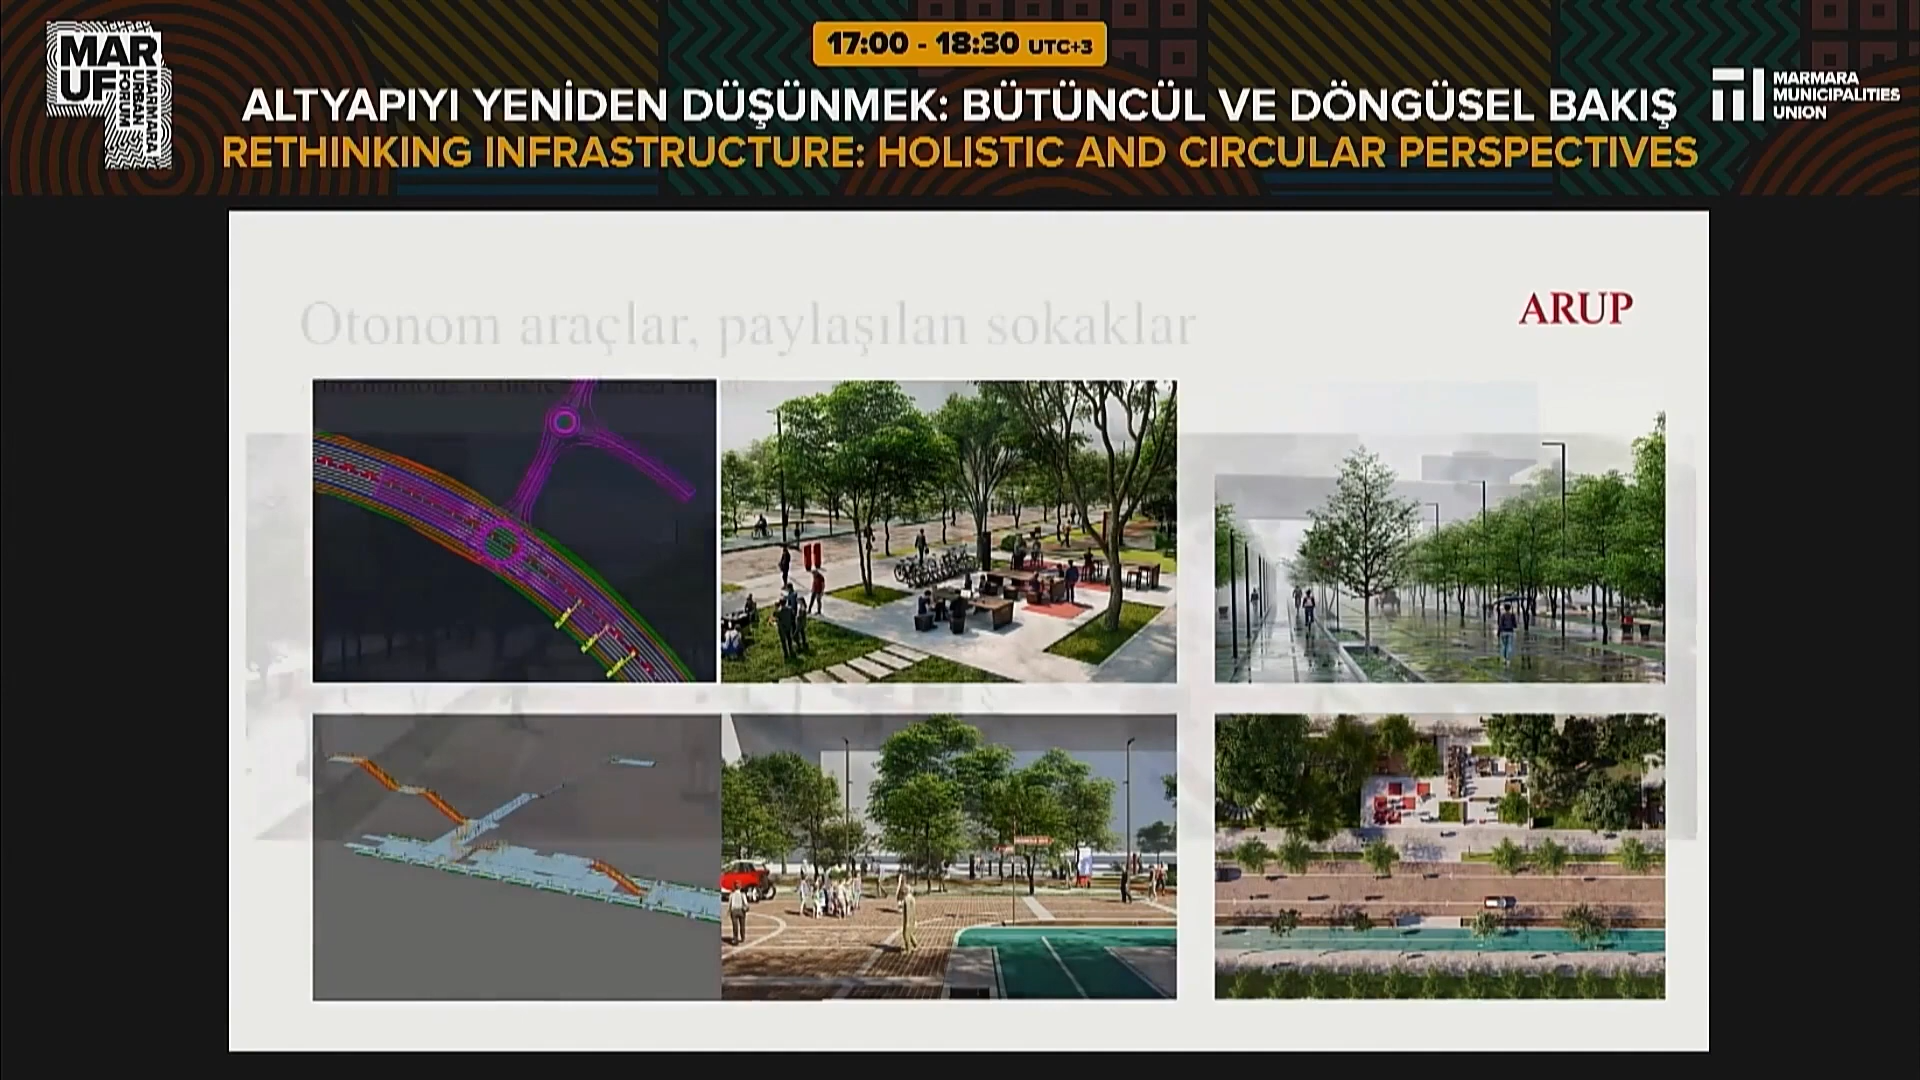 MAR
UF
MARMARA
URBAN
FORUM
17:00 - 18:30 UTC+3
ALTYAPIYI YENİDEN DÜŞÜNMEK: BÜTÜNCÜL VE DÖNGÜSEL BAKIŞ
RETHINKING INFRASTRUCTURE: HOLISTIC AND CIRCULAR PERSPECTIVES
MARMARA
MUNICIPALITIES
UNION
Otonom araçlar, paylaşılan sokaklar
ARUP